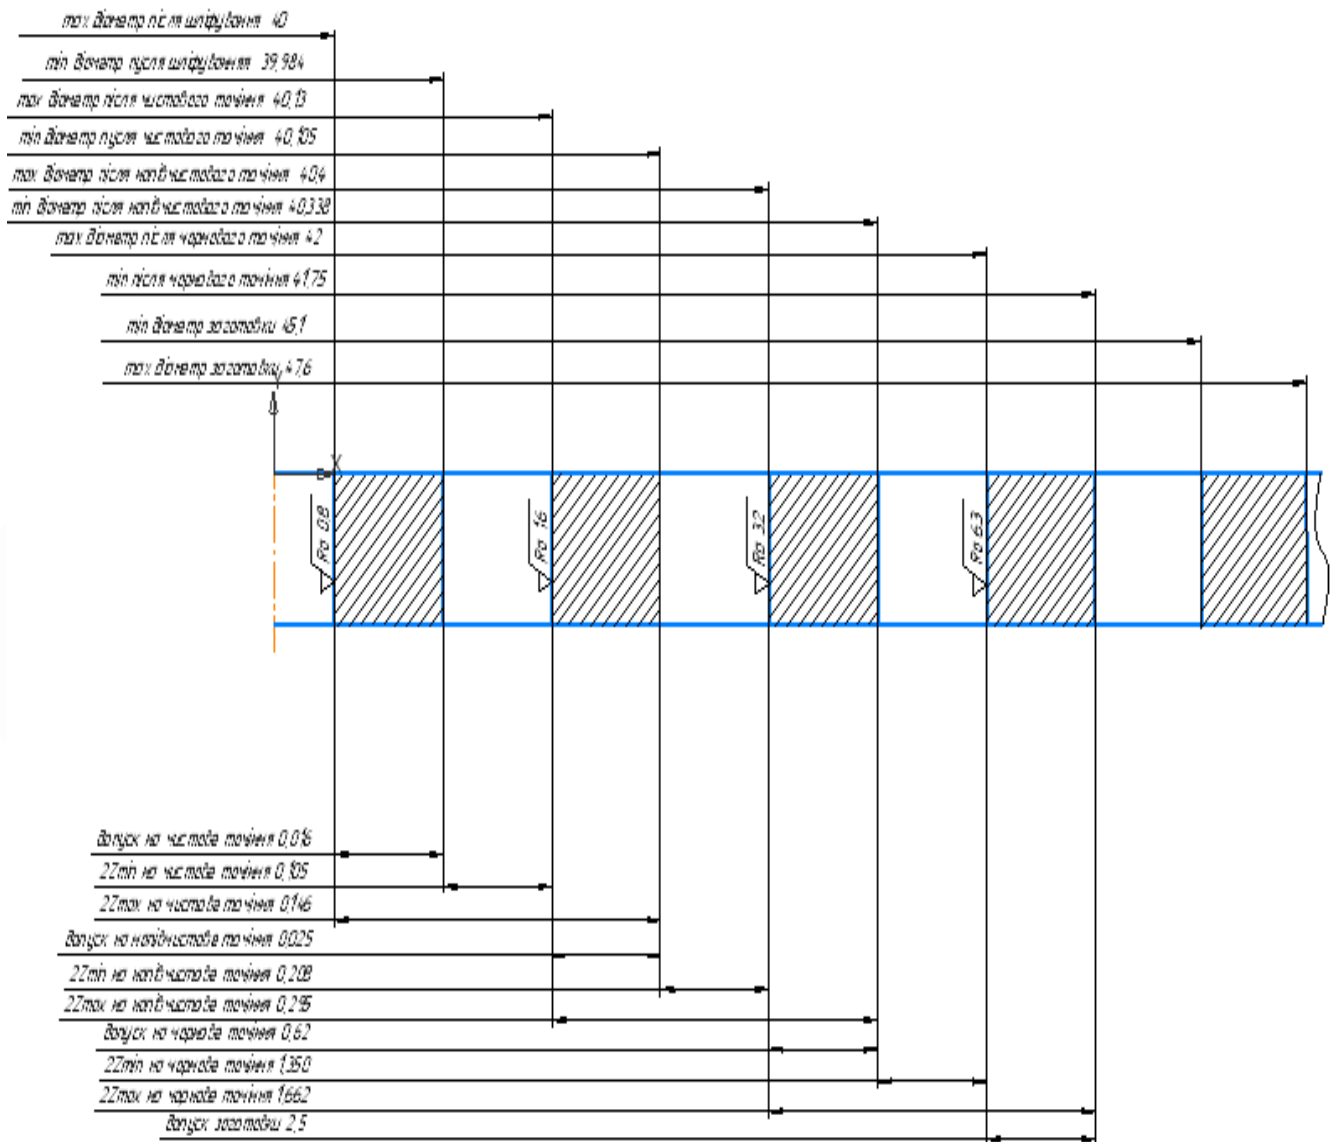 max діаметр після шліфування 40
min діаметр пусля шліфування 39,984
max діаметр після чистового точіння 40,13
min діаметр пусля чистового точіння 40,105
max діаметр після напівчистового точіння 40,4
min діаметр після напівчистового точіння 40,338
max діаметр після чорнового точіння 42
min після чорнового точіння 41,75
min діаметр заготовки 45,1
max діаметр заготовки 47,6
Y
X
Ra 0,8
Ra 1,6
Ra 3,2
Ra 6,3
допуск на чистове точіння 0,016
2Zmin на чистове точіння 0,105
2Zmax на чистове точіння 0,146
допуск на напівчистове точіння 0,025
2Zmin на напівчистове точіння 0,208
2Zmax на напівчистове точіння 0,295
допуск на чорнове точіння 0,62
2Zmin на чорнове точіння 1,350
2Zmax на чорнове точіння 1,662
допуск заготовки 2,5